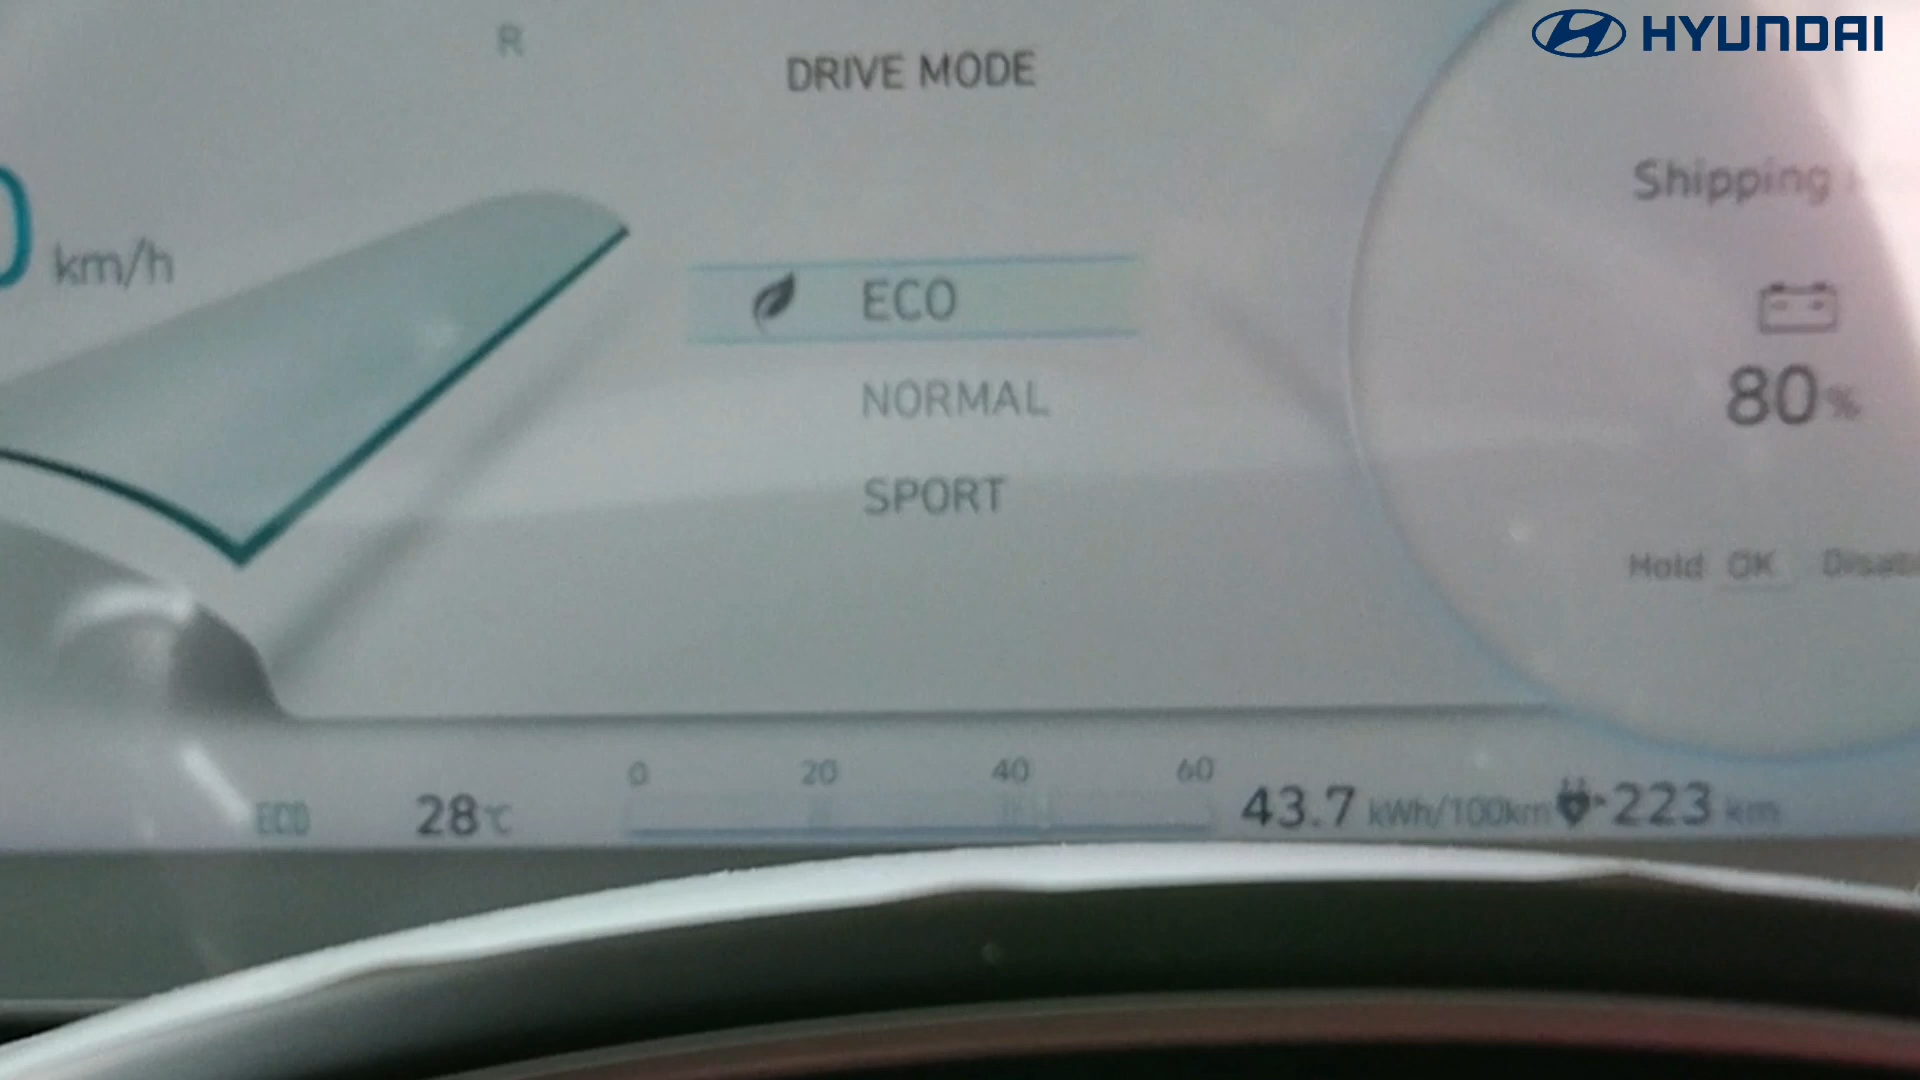 HYUNDAI
R
DRIVE MODE
0 km/h
Shipping
ECO
80 %
NORMAL
SPORT
Hold OK
0 20 40 60
ECO 28 °C 43.7 kWh/100km 223 km